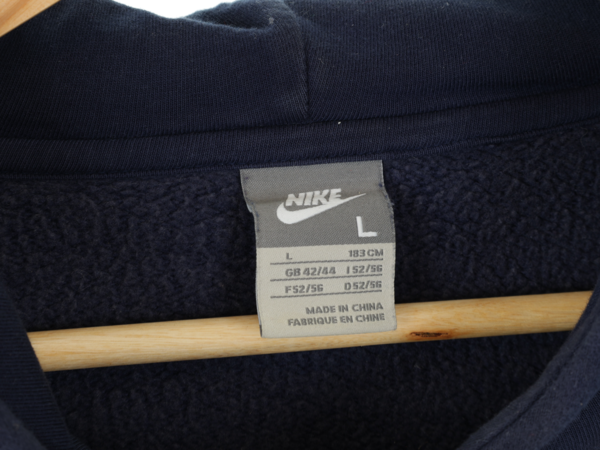 NIKE
L
L 183 CM
GB 42/44 I 52/56
F 52/56 D 52/56
MADE IN CHINA
FABRIQUE EN CHINE